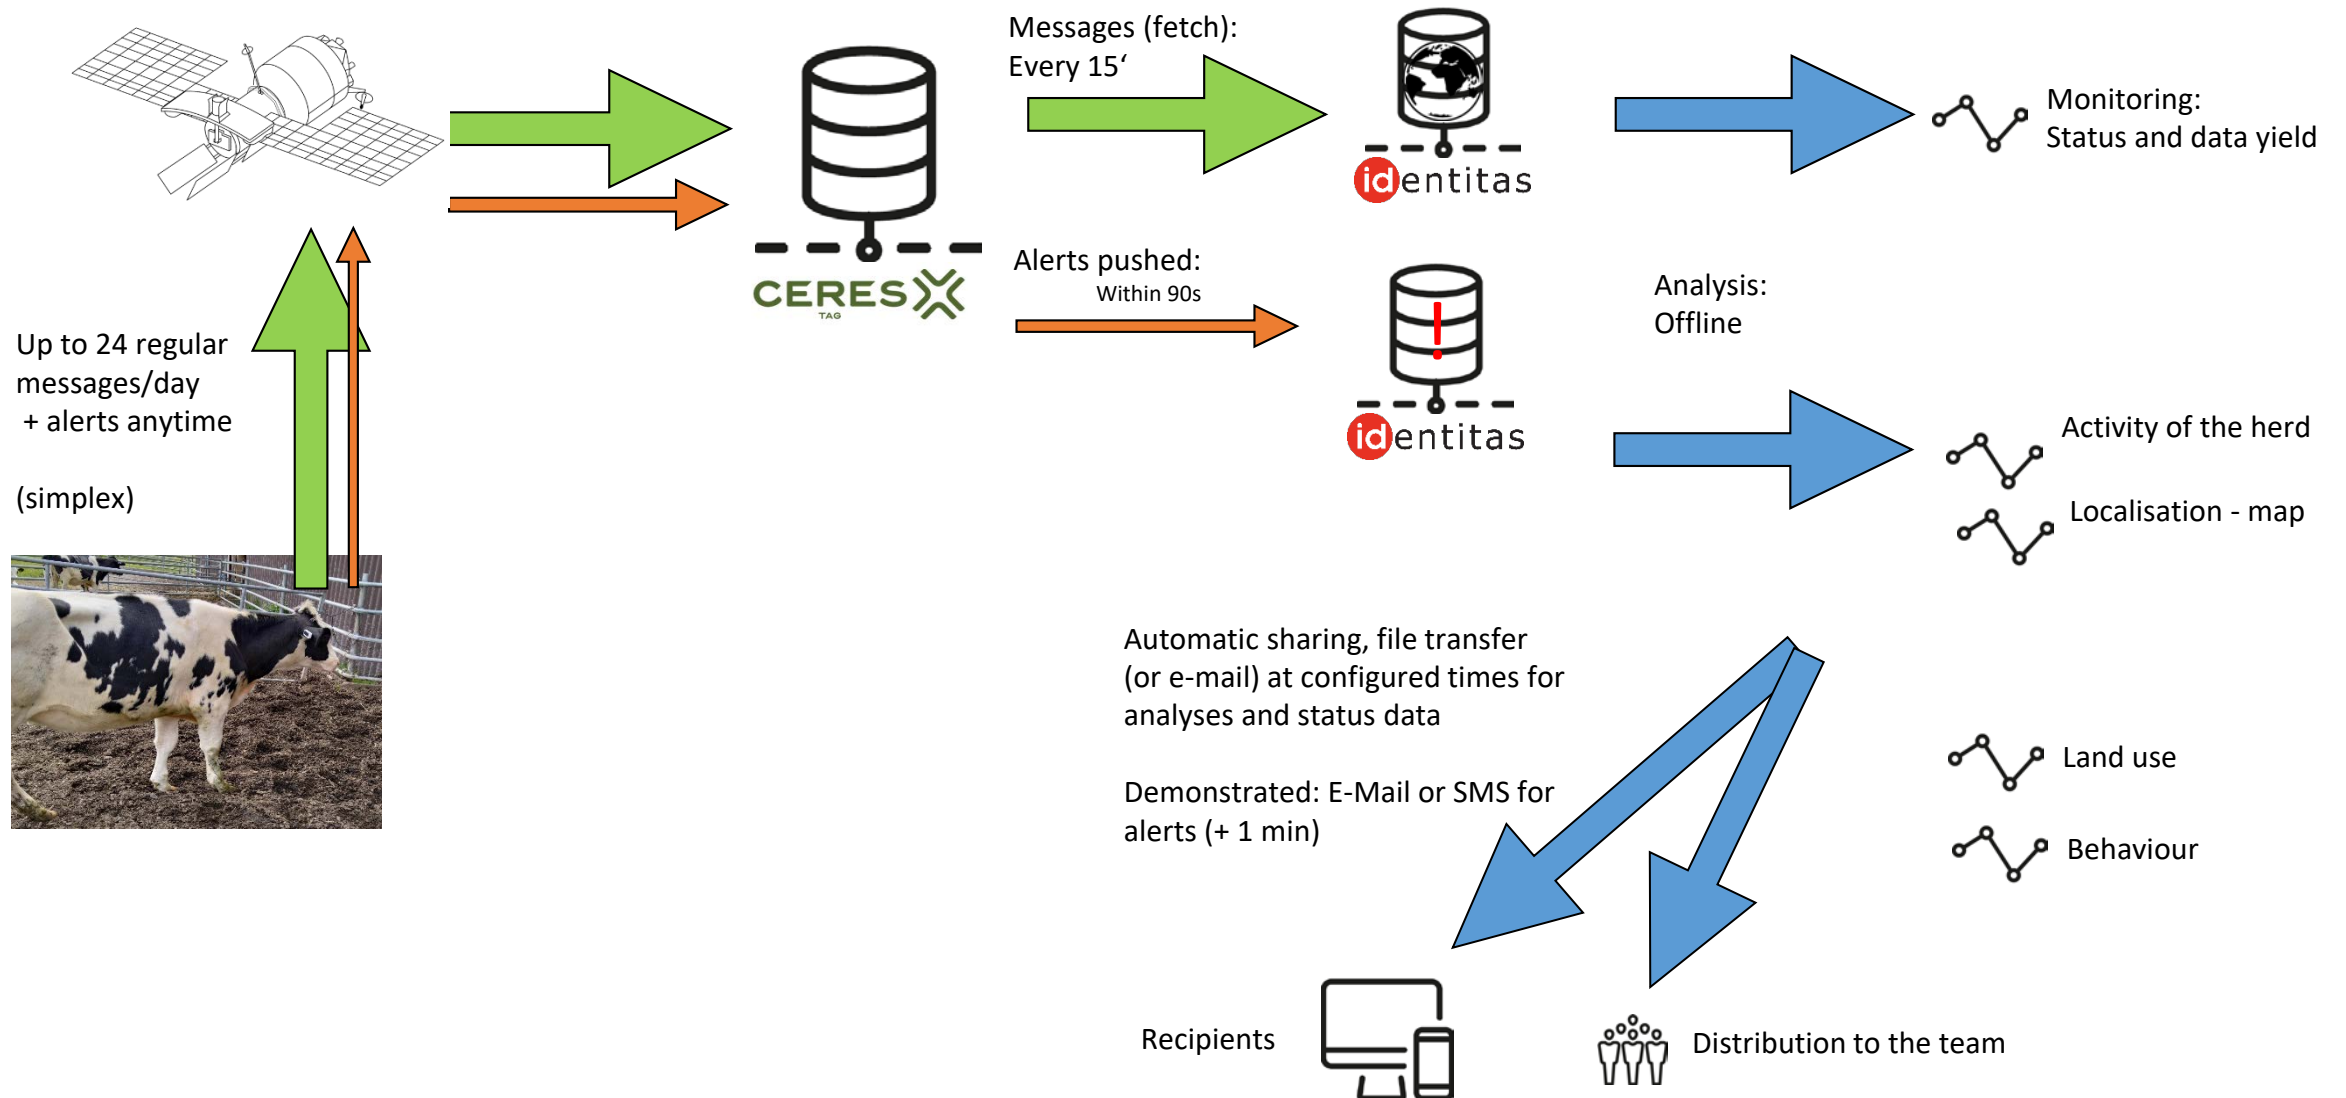 Messages (fetch):
Every 15‘
Monitoring:
Status and data yield
identitas
CERES
TAG
Alerts pushed:
Within 90s
Analysis:
Offline
identitas
Up to 24 regular
messages/day
+ alerts anytime
(simplex)
Activity of the herd
Localisation - map
Automatic sharing, file transfer
(or e-mail) at configured times for
analyses and status data
Demonstrated: E-Mail or SMS for
alerts (+ 1 min)
Land use
Behaviour
Recipients
Distribution to the team